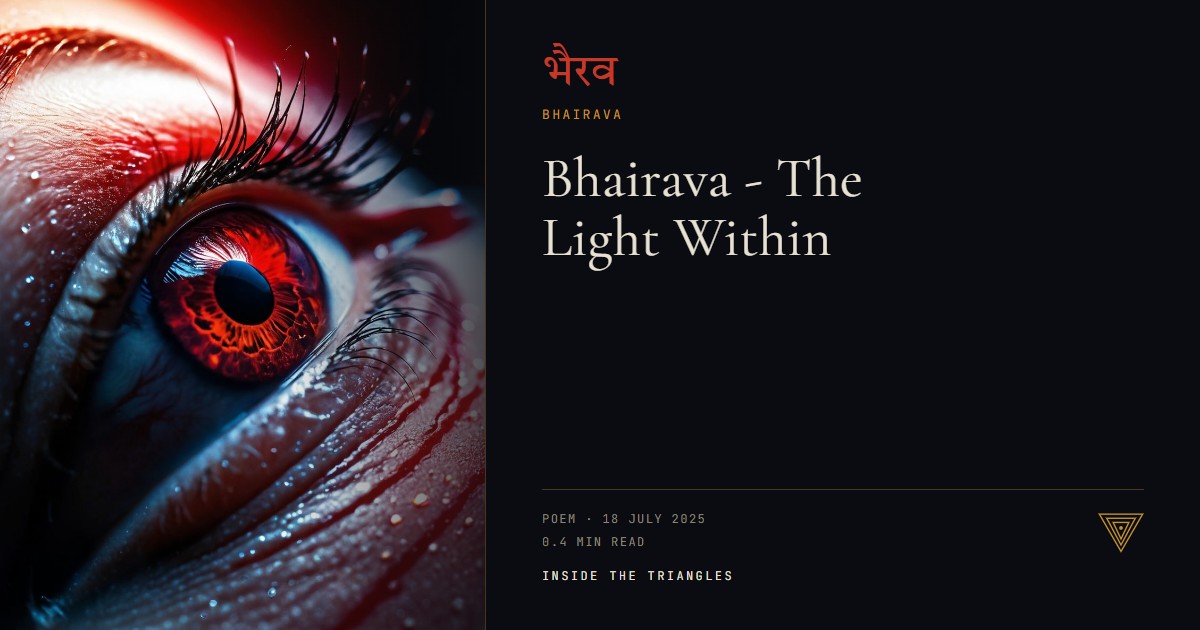 भैरव
BHAIRAVA
Bhairava - The
Light Within
POEM · 18 JULY 2025
0.4 MIN READ
INSIDE THE TRIANGLES